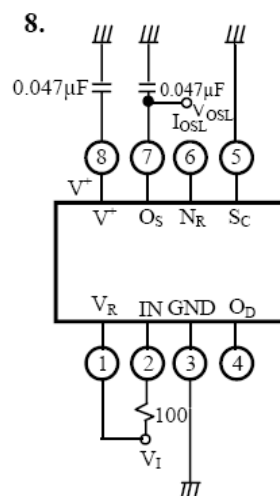 8.
0.047μF
0.047μF
V_OSL
I_OSL
8 7 6 5
V⁺
V⁺ O_S N_R S_C
V_R IN GND O_D
1 2 3 4
100
V_I